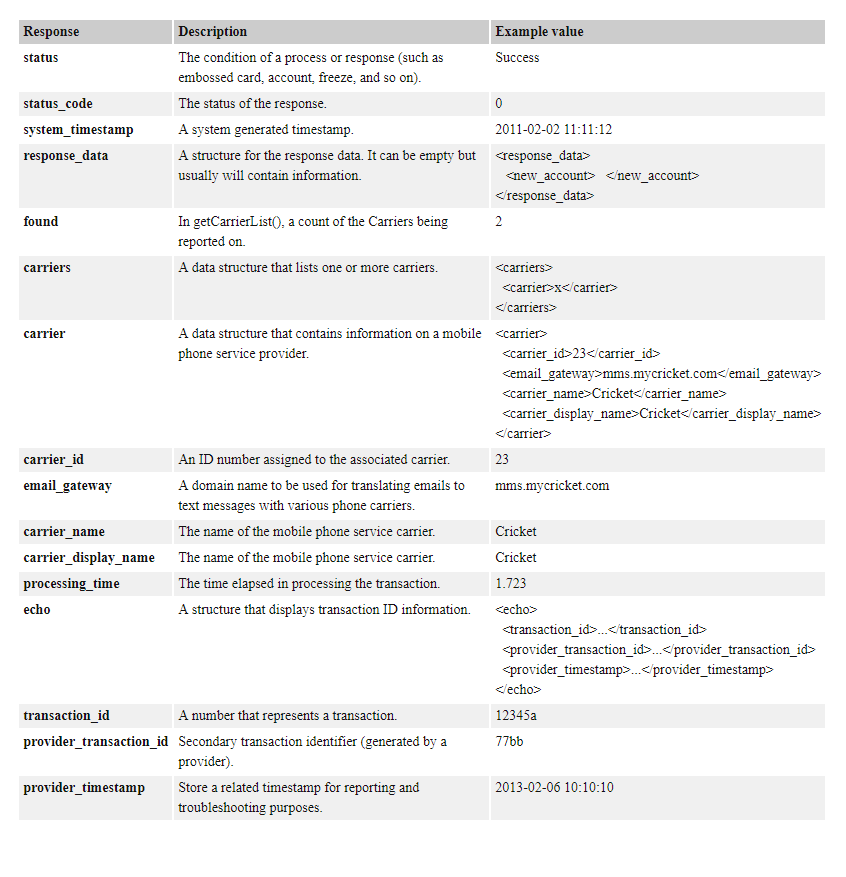 Response Description Example value
status The condition of a process or response (such as Success
embossed card, account, freeze, and so on).
status_code The status of the response. 0
system_timestamp A system generated timestamp. 2011-02-02 11:11:12
response_data A structure for the response data. It can be empty but <response_data>
usually will contain information. <new_account> </new_account>
</response_data>
found In getCarrierList(), a count of the Carriers being 2
reported on.
carriers A data structure that lists one or more carriers. <carriers>
<carrier>x</carrier>
</carriers>
carrier A data structure that contains information on a mobile <carrier>
phone service provider. <carrier_id>23</carrier_id>
<email_gateway>mms.mycricket.com</email_gateway>
<carrier_name>Cricket</carrier_name>
<carrier_display_name>Cricket</carrier_display_name>
</carrier>
carrier_id An ID number assigned to the associated carrier. 23
email_gateway A domain name to be used for translating emails to mms.mycricket.com
text messages with various phone carriers.
carrier_name The name of the mobile phone service carrier. Cricket
carrier_display_name The name of the mobile phone service carrier. Cricket
processing_time The time elapsed in processing the transaction. 1.723
echo A structure that displays transaction ID information. <echo>
<transaction_id>...</transaction_id>
<provider_transaction_id>...</provider_transaction_id>
<provider_timestamp>...</provider_timestamp>
</echo>
transaction_id A number that represents a transaction. 12345a
provider_transaction_id Secondary transaction identifier (generated by a 77bb
provider).
provider_timestamp Store a related timestamp for reporting and 2013-02-06 10:10:10
troubleshooting purposes.